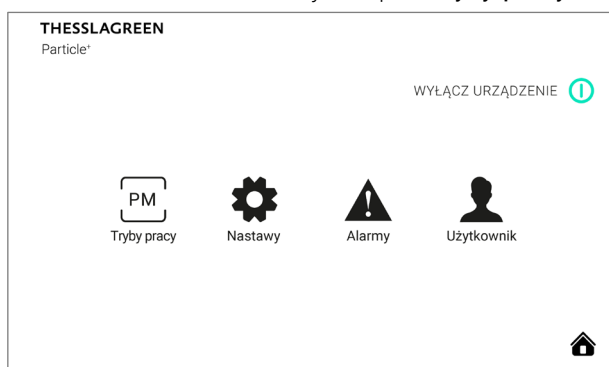 THESSLAGREEN
Particle+
WYŁĄCZ URZĄDZENIE
PM
Tryby pracy
Nastawy
Alarmy
Użytkownik